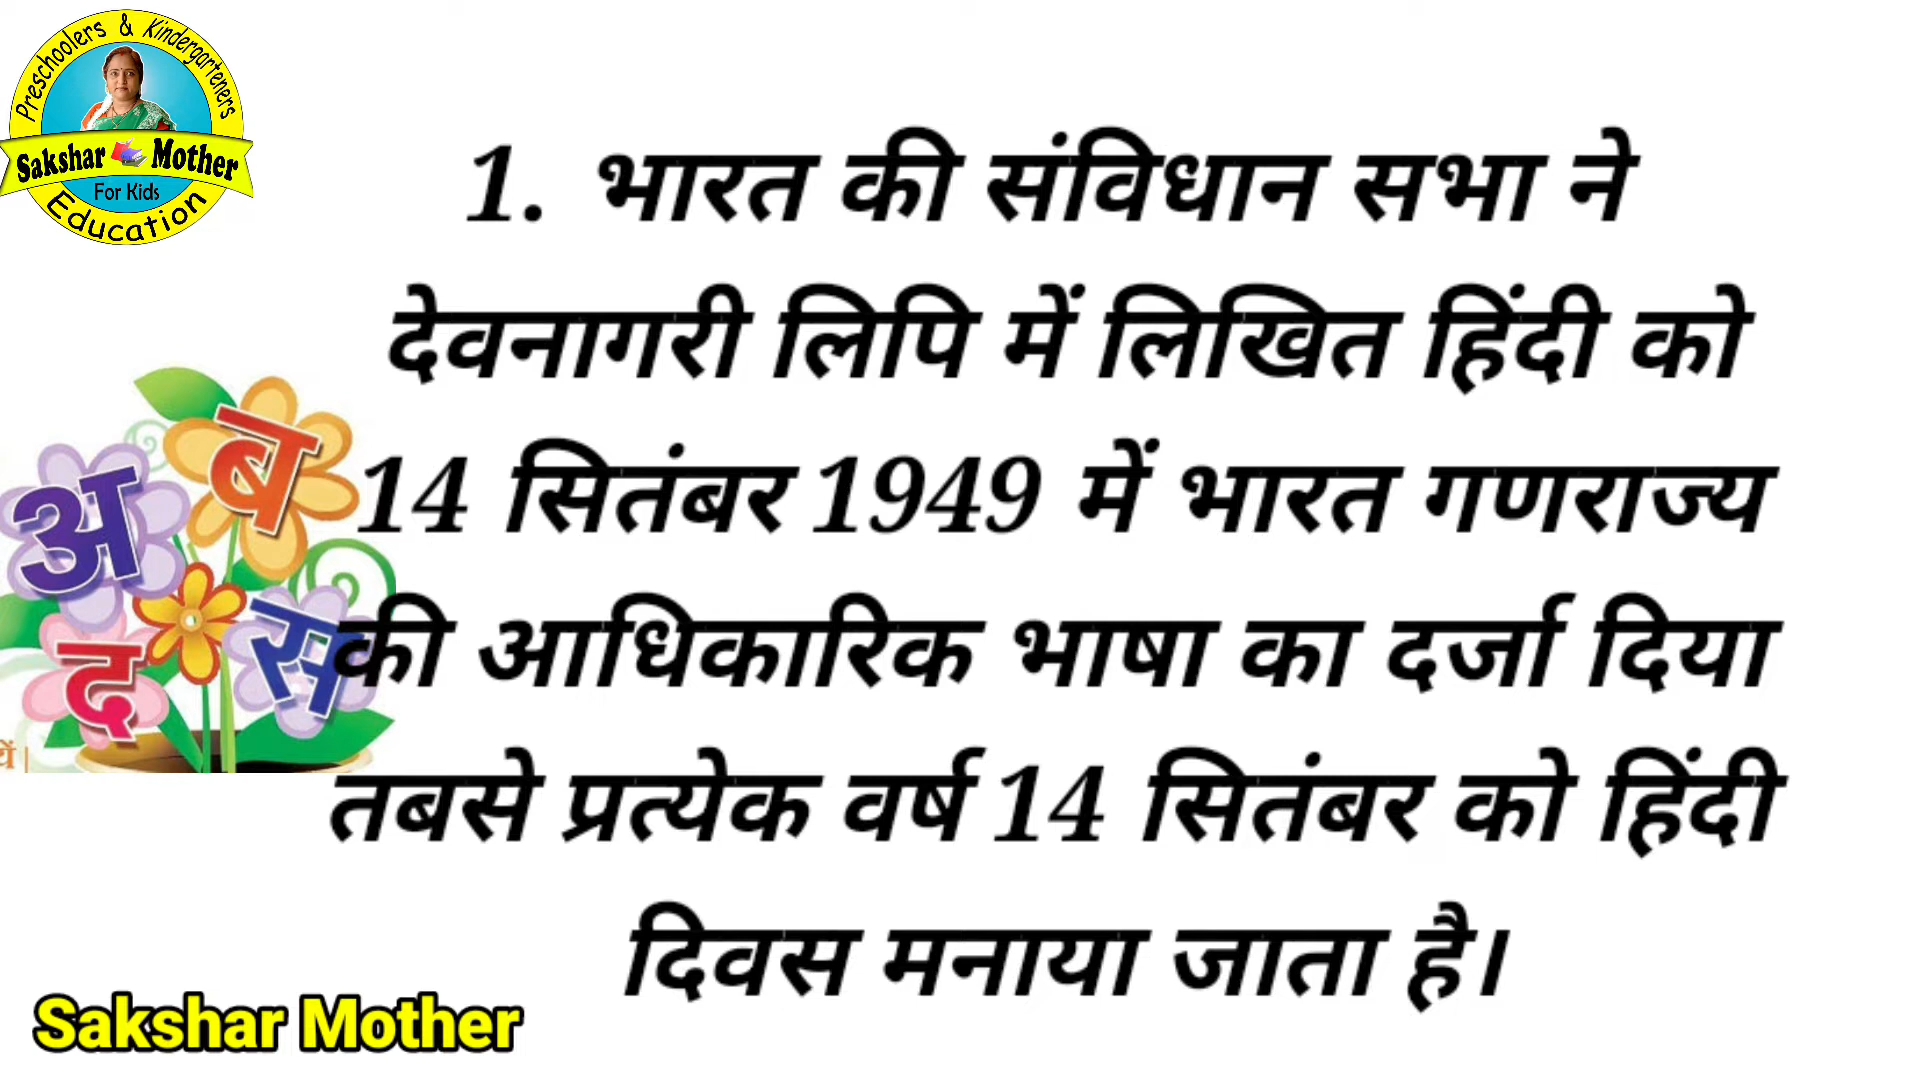 Preschoolers & Kindergarteners
Sakshar Mother
For Kids
Education
1. भारत की संविधान सभा ने
देवनागरी लिपि में लिखित हिंदी को
14 सितंबर 1949 में भारत गणराज्य
की आधिकारिक भाषा का दर्जा दिया
तबसे प्रत्येक वर्ष 14 सितंबर को हिंदी
दिवस मनाया जाता है।
अ
ब
द
स
Sakshar Mother